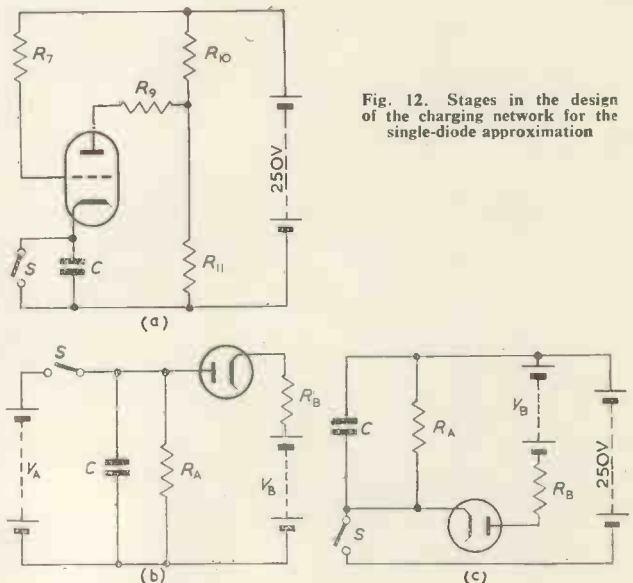 R7
R10
R9
Fig. 12. Stages in the design
of the charging network for the
single-diode approximation
250V
R11
S
C
(a)
S
VA
C
RA
RB
VB
(b)
C
RA
VB
RB
250V
S
(c)